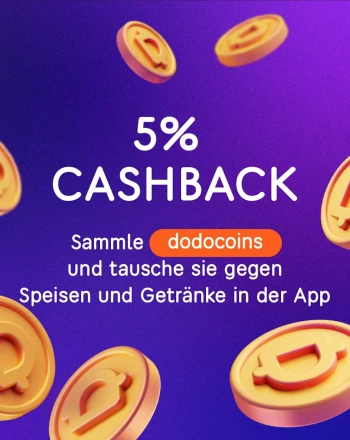 5%
CASHBACK
Sammle dodocoins
und tausche sie gegen
Speisen und Getränke in der App